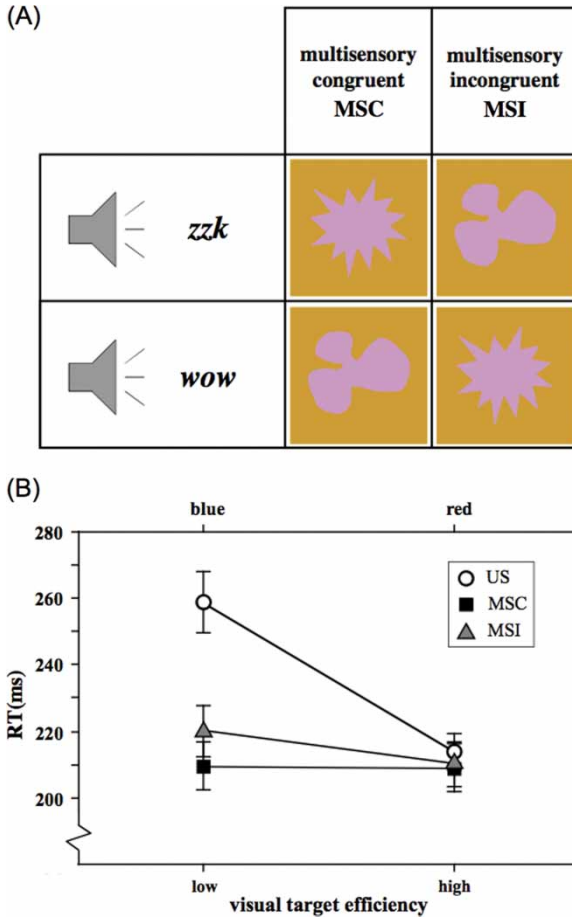 (A)
multisensory
congruent
MSC
multisensory
incongruent
MSI
zzk
wow
(B)
blue
red
280
260
240
220
210
200
RT(ms)
US
MSC
MSI
low
high
visual target efficiency